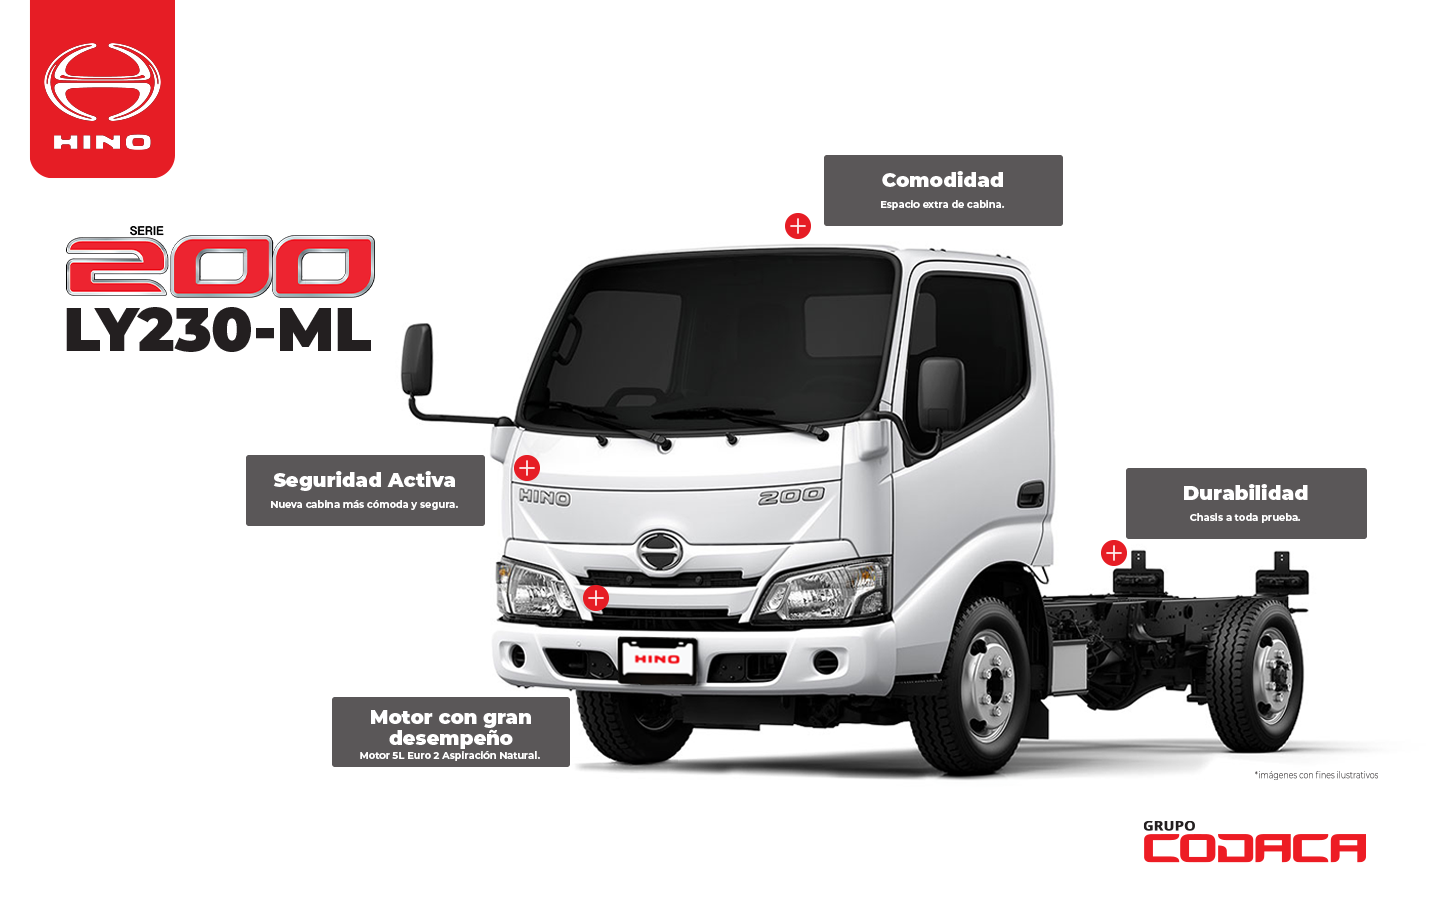 HINO
SERIE
200
LY230-ML
Comodidad
Espacio extra de cabina.
Seguridad Activa
Nueva cabina más cómoda y segura.
HINO
200
Durabilidad
Chasis a toda prueba.
HINO
Motor con gran
desempeño
Motor 5L Euro 2 Aspiración Natural.
*imágenes con fines ilustrativos
GRUPO
CODACA